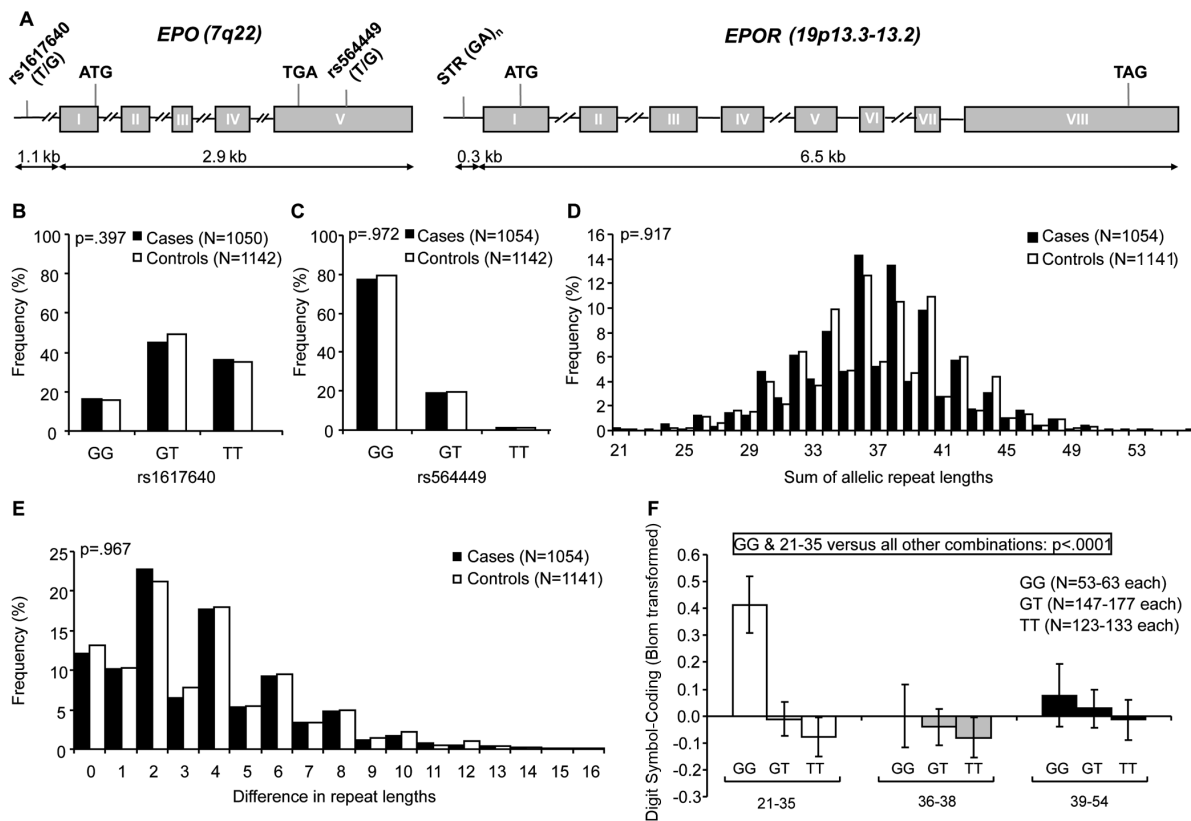 A
EPO (7q22)
EPOR (19p13.3-13.2)
rs1617640
(T/G)
ATG
TGA
rs564449
(T/G)
STR (GA)n
ATG
TAG
I II III IV V
I II III IV V VI VII VIII
1.1 kb 2.9 kb
0.3 kb 6.5 kb
B
p=.397
Cases (N=1050)
Controls (N=1142)
Frequency (%)
100
80
60
40
20
0
GG GT TT
rs1617640
C
p=.972
Cases (N=1054)
Controls (N=1142)
Frequency (%)
100
80
60
40
20
0
GG GT TT
rs564449
D
p=.917
Cases (N=1054)
Controls (N=1141)
Frequency (%)
16
14
12
10
8
6
4
2
0
21 25 29 33 37 41 45 49 53
Sum of allelic repeat lengths
E
p=.967
Cases (N=1054)
Controls (N=1141)
Frequency (%)
25
20
15
10
5
0
0 1 2 3 4 5 6 7 8 9 10 11 12 13 14 15 16
Difference in repeat lengths
F
GG & 21-35 versus all other combinations: p<.0001
GG (N=53-63 each)
GT (N=147-177 each)
TT (N=123-133 each)
Digit Symbol-Coding (Blom transformed)
0.6
0.5
0.4
0.3
0.2
0.1
0.0
-0.1
-0.2
-0.3
GG GT TT GG GT TT GG GT TT
21-35 36-38 39-54